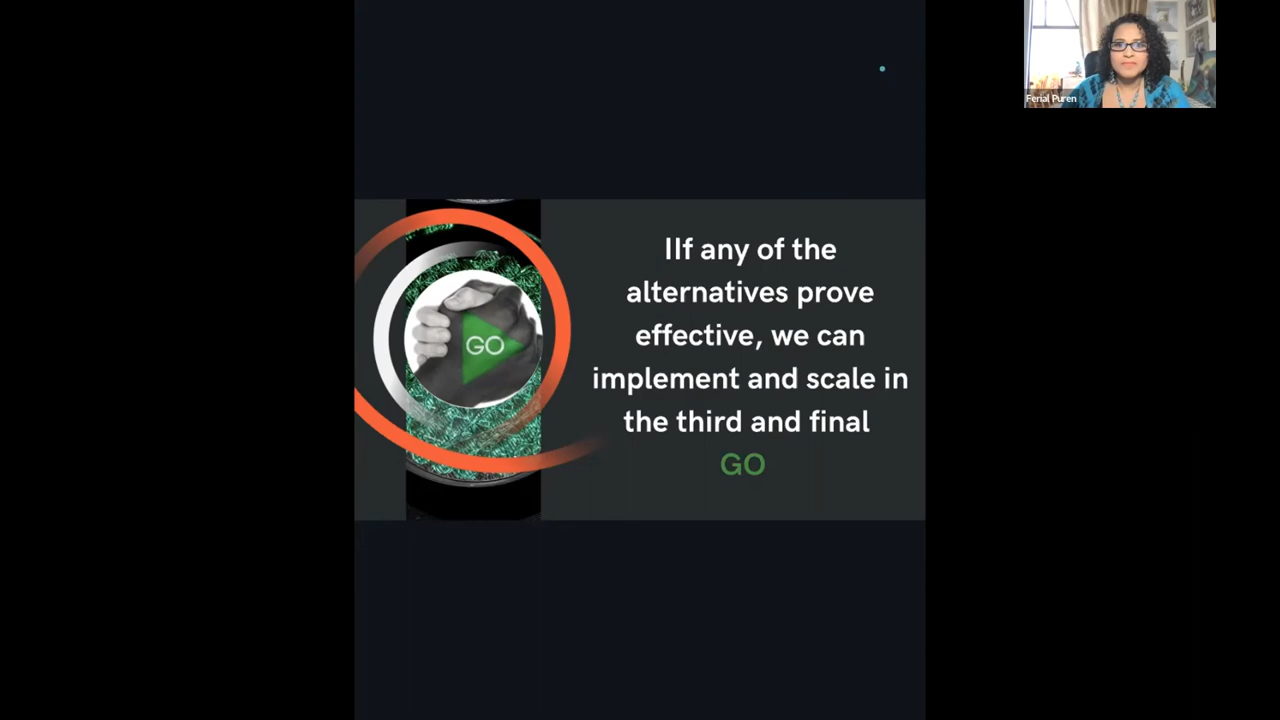 Ferial Puren
GO
IIf any of the
alternatives prove
effective, we can
implement and scale in
the third and final
GO